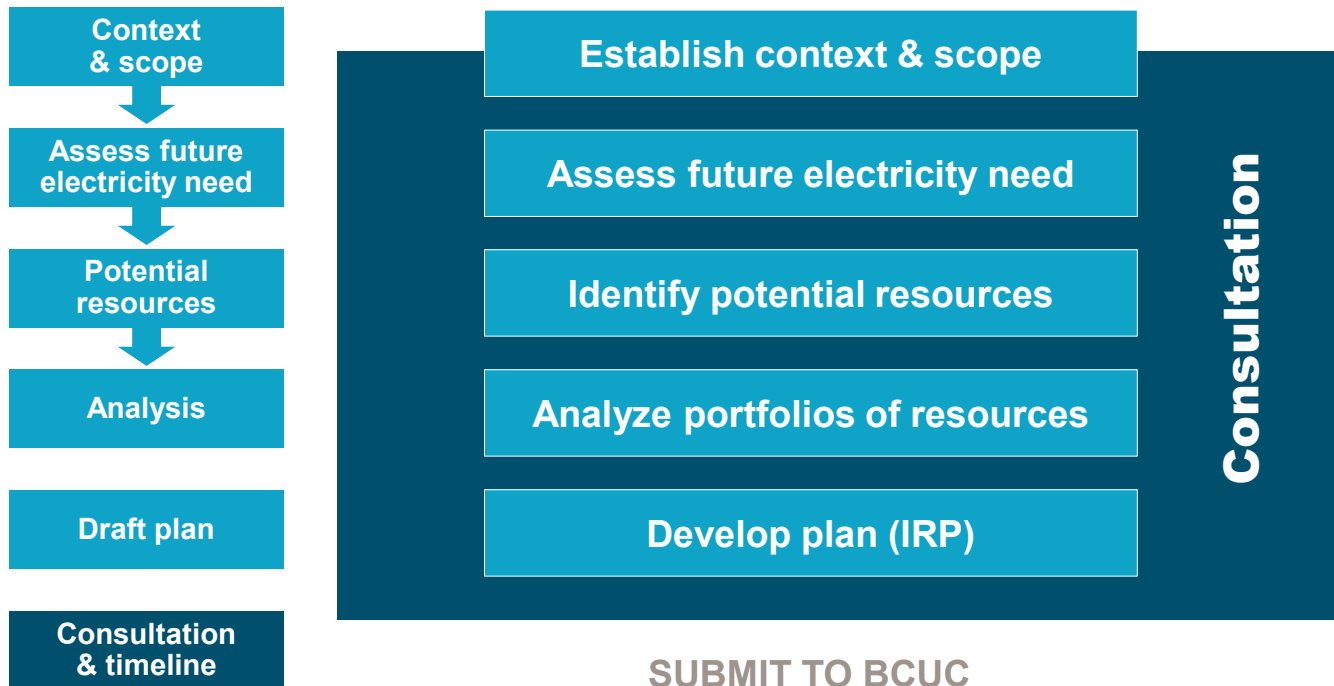 Context
& scope
Assess future
electricity need
Potential
resources
Analysis
Draft plan
Consultation
& timeline
Establish context & scope
Assess future electricity need
Identify potential resources
Analyze portfolios of resources
Develop plan (IRP)
Consultation
SUBMIT TO BCUC